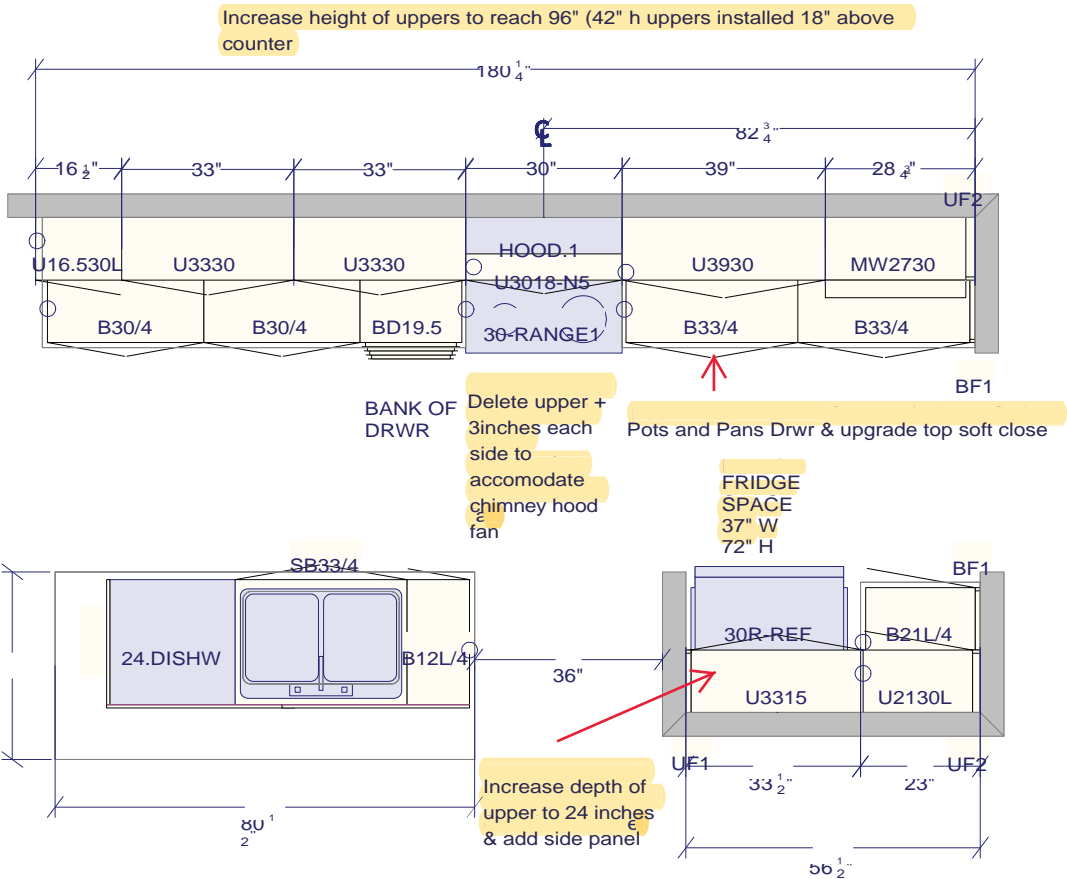 Increase height of uppers to reach 96" (42" h uppers installed 18" above
counter
180 1/4"
82 3/4"
16 1/2" 33" 33" 30" 39" 28 3/4"
UF2
HOOD.1
U16.530L U3330 U3330 U3930 MW2730
U3018-N5
B30/4 B30/4 BD19.5 30-RANGE1 B33/4 B33/4
BF1
BANK OF
DRWR
Delete upper +
3inches each
side to
accomodate
chimney hood
fan
Pots and Pans Drwr & upgrade top soft close
FRIDGE
SPACE
37" W
72" H
SB33/4
BF1
24.DISHW
B12L/4
30R-REF
B21L/4
36"
U3315
U2130L
UF1
UF2
33 1/2"
23"
Increase depth of
upper to 24 inches
& add side panel
80 1/2"
56 1/2"